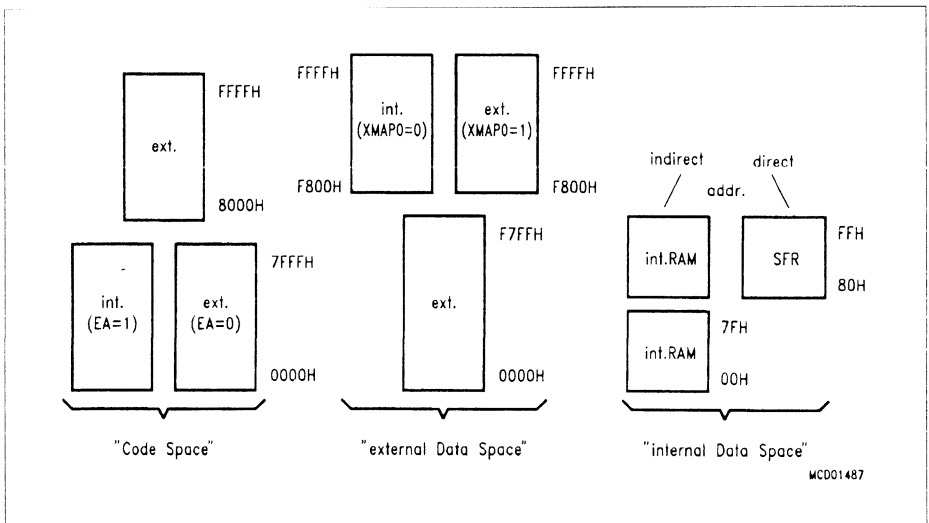 FFFFH
ext.
8000H
7FFFH
int.
(EA=1)
ext.
(EA=0)
0000H
"Code Space"
FFFFH
int.
(XMAP0=0)
F800H
ext.
(XMAP0=1)
FFFFH
F800H
F7FFH
ext.
0000H
"external Data Space"
indirect
direct
addr.
int.RAM
SFR
FFH
80H
int.RAM
7FH
00H
"internal Data Space"
MCD01487